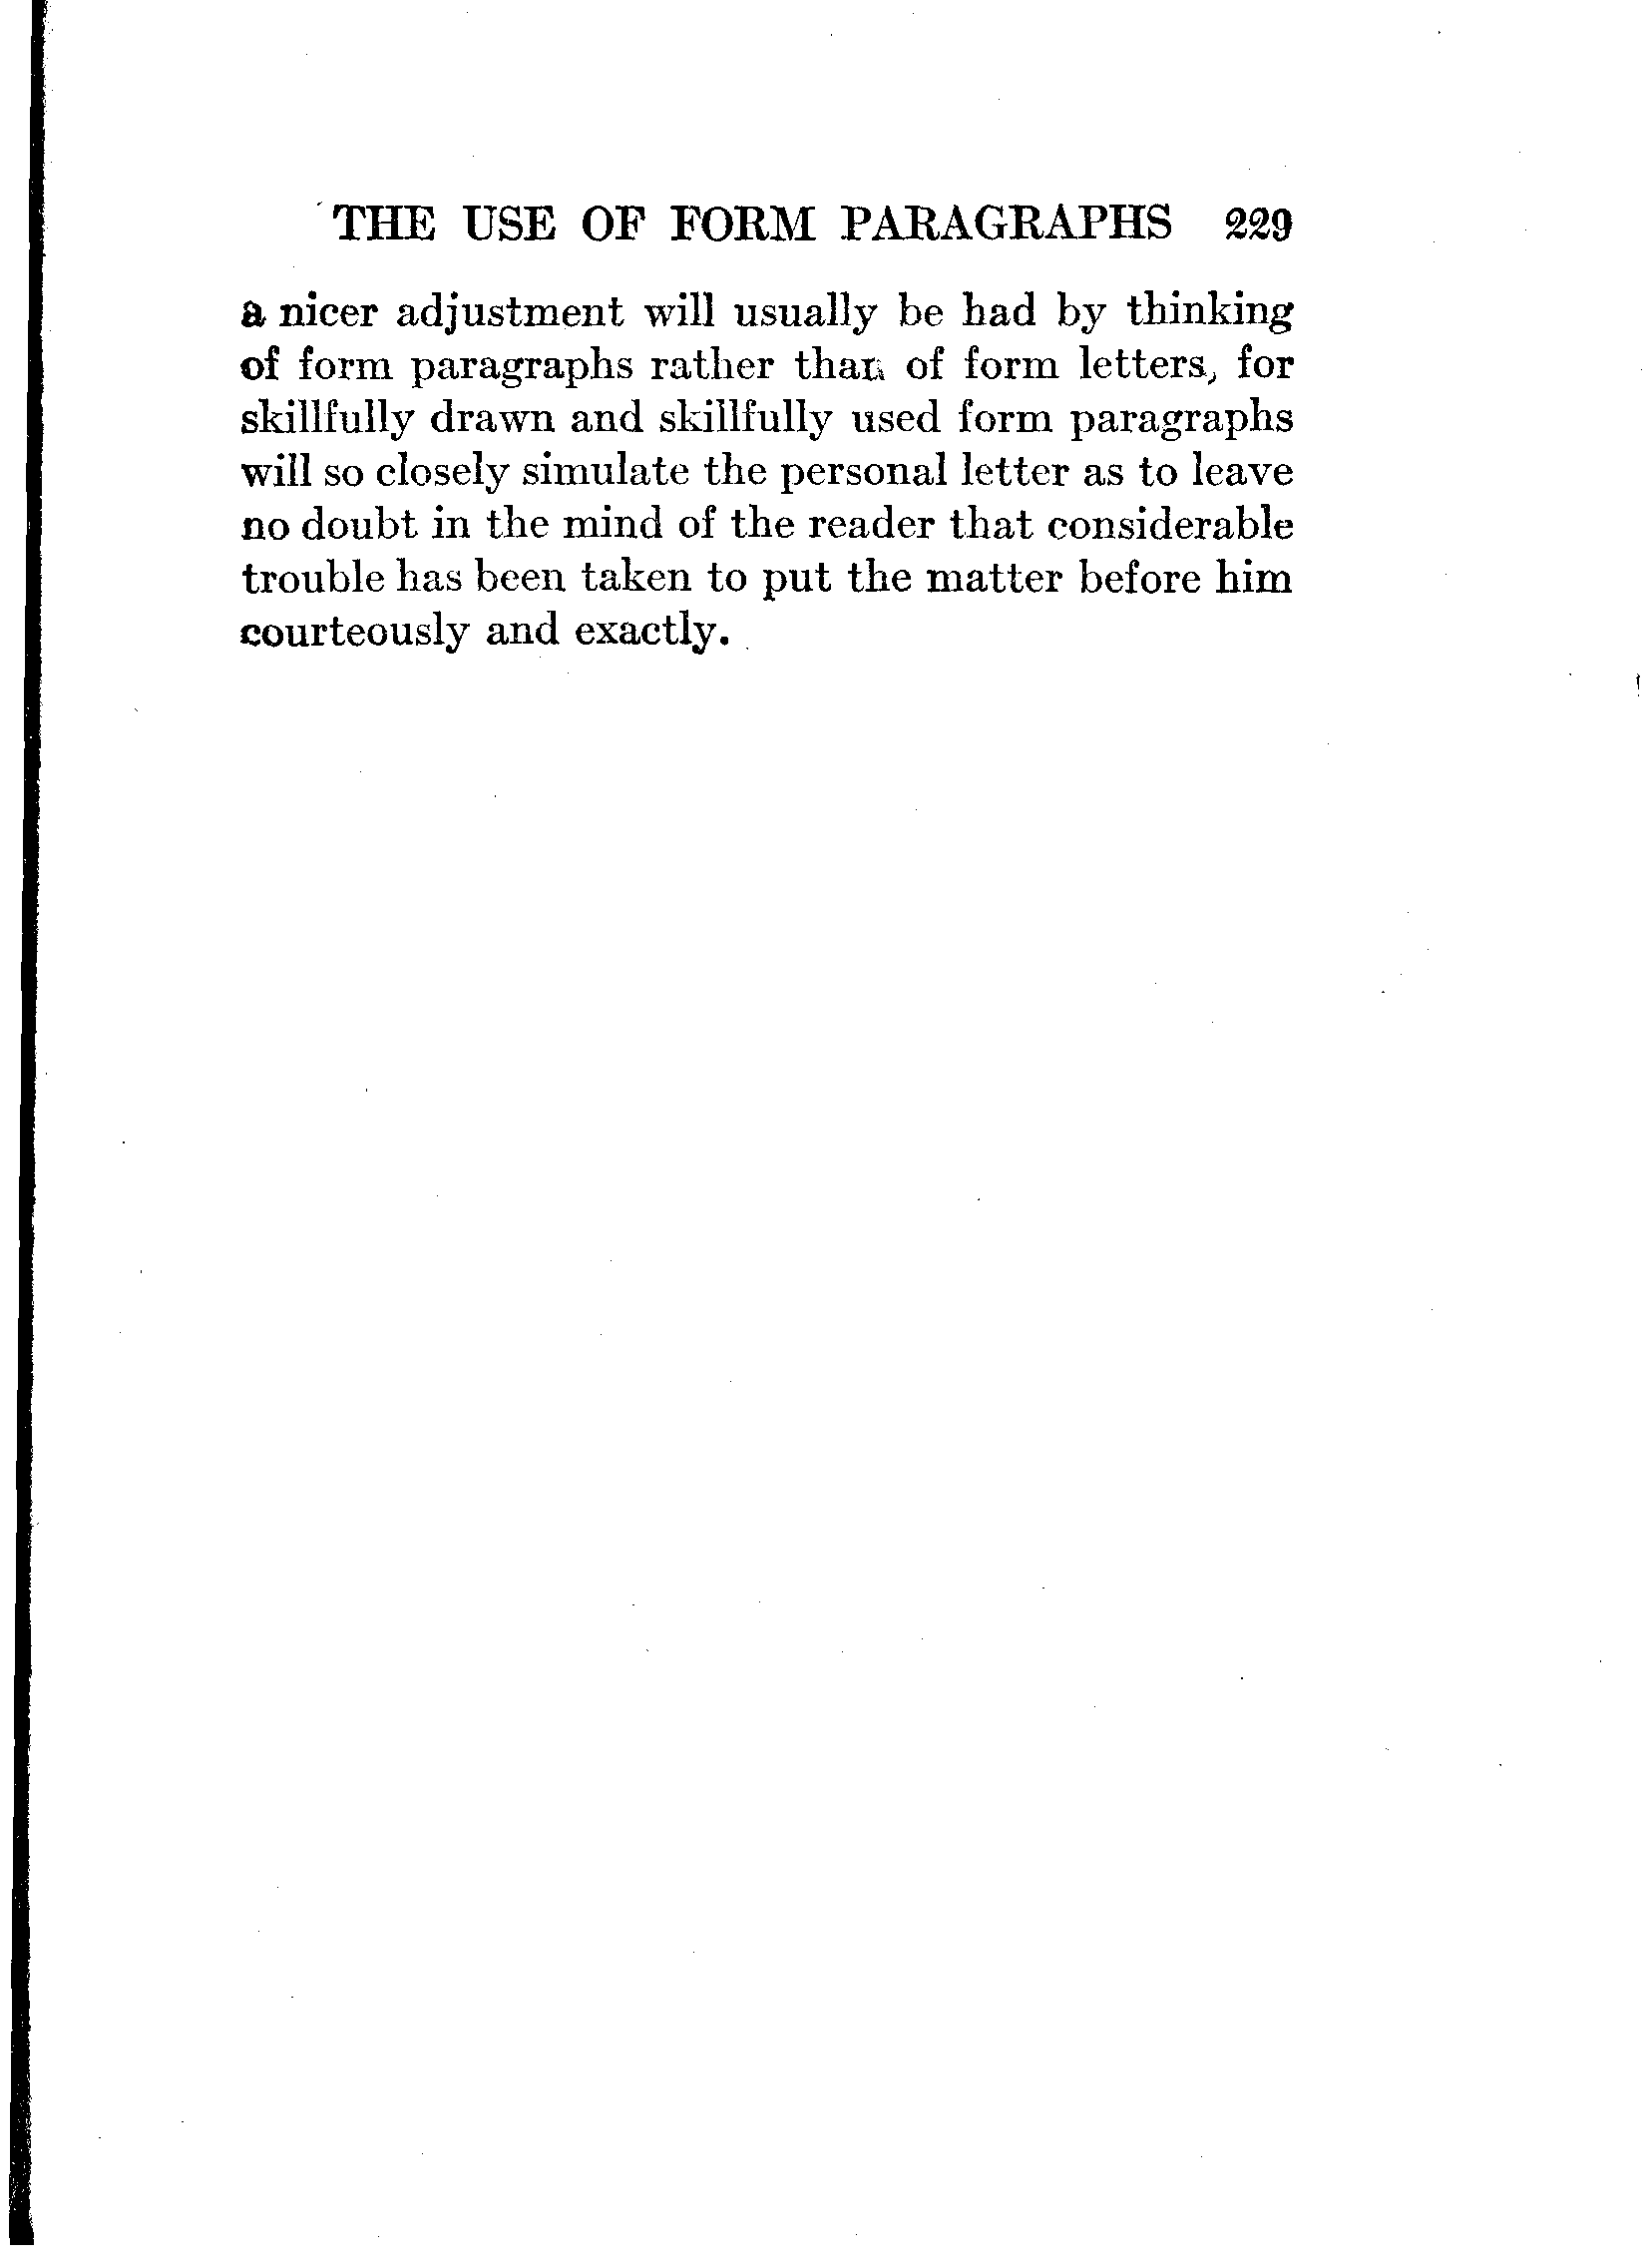 THE USE OF FORM PARAGRAPHS 229
a nicer adjustment will usually be had by thinking
of form paragraphs rather than of form letters, for
skillfully drawn and skillfully used form paragraphs
will so closely simulate the personal letter as to leave
no doubt in the mind of the reader that considerable
trouble has been taken to put the matter before him
courteously and exactly.